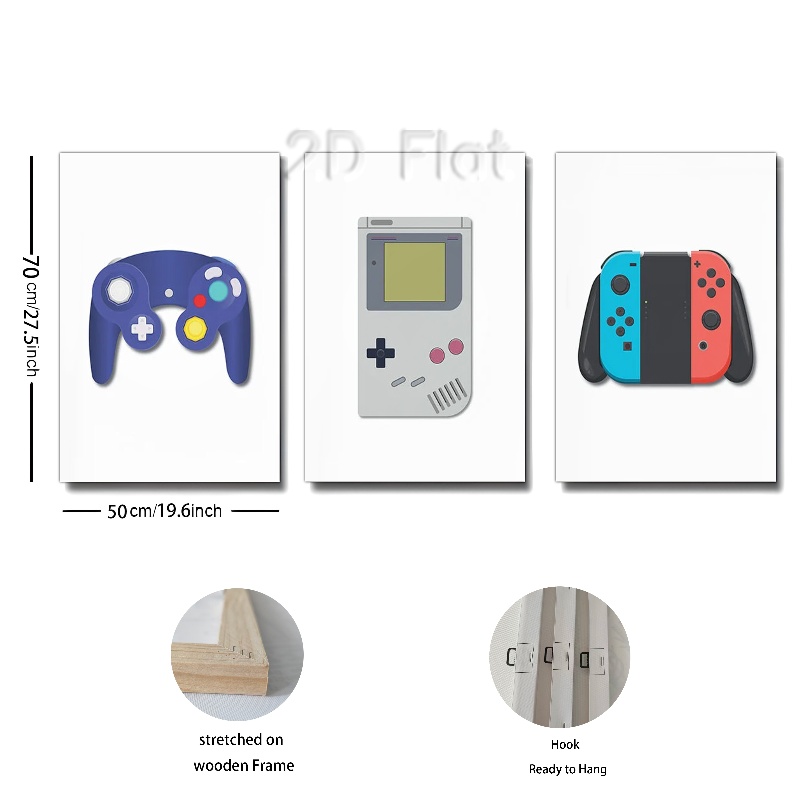 2D Flat
70 cm/27.5inch
50cm/19.6inch
stretched on
wooden Frame
Hook
Ready to Hang